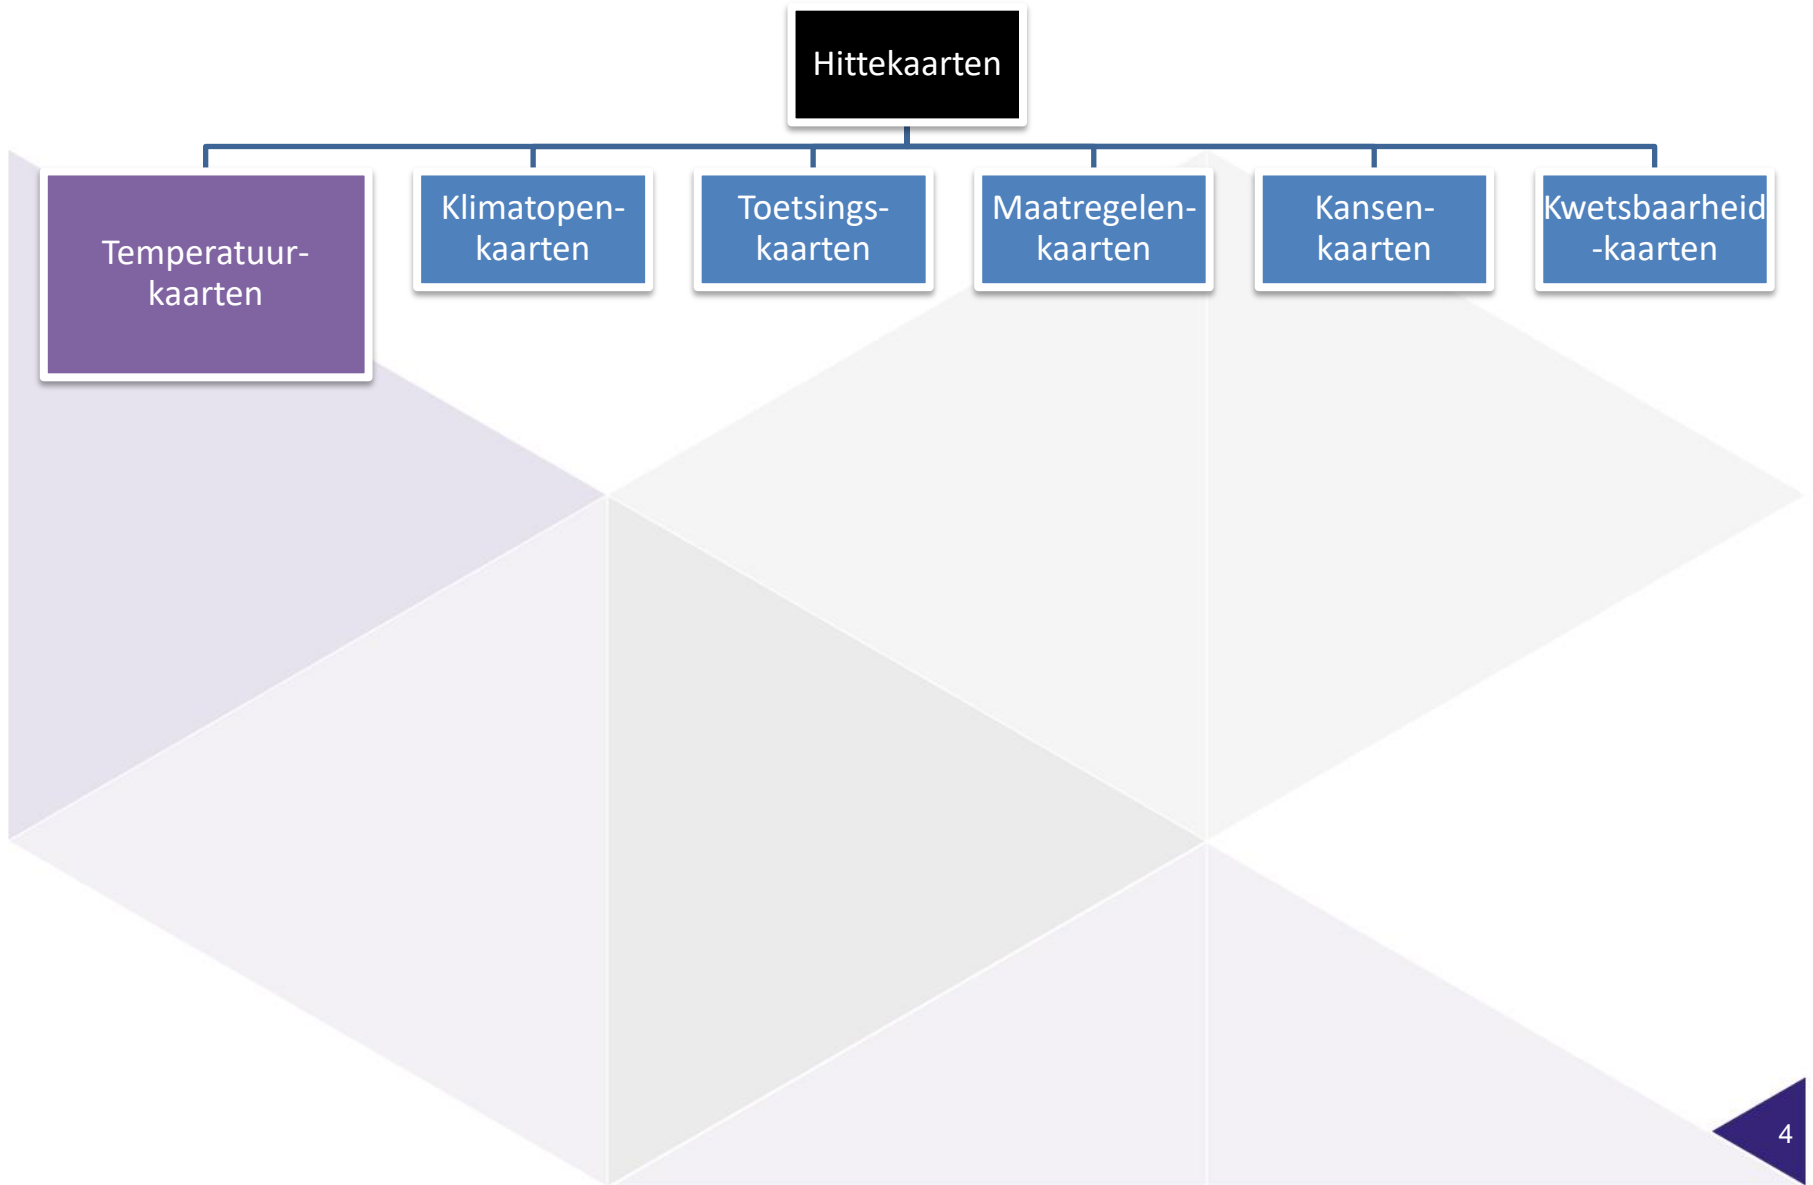 Hittekaarten
Temperatuur-
kaarten
Klimatopen-
kaarten
Toetsings-
kaarten
Maatregelen-
kaarten
Kansen-
kaarten
Kwetsbaarheid
-kaarten
4